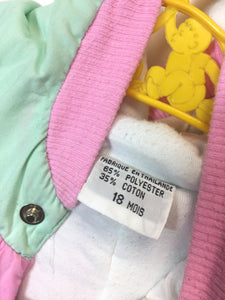 FABRIQUE EN THAILANDE
65% POLYESTER
35% COTON
18 MOIS